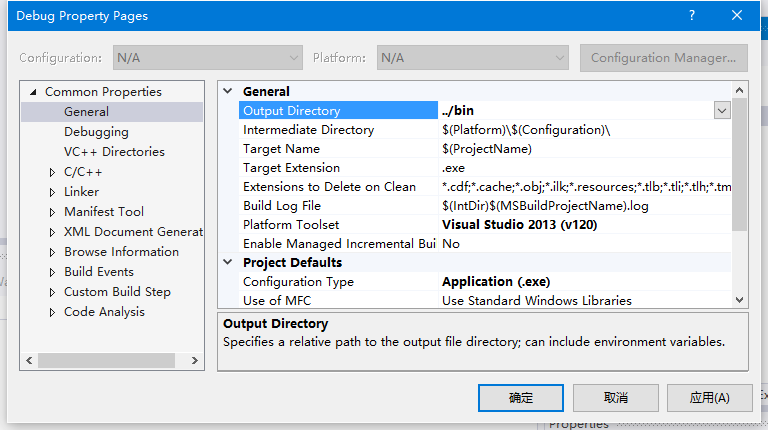 Debug Property Pages
Configuration: N/A Platform: N/A Configuration Manager...
Common Properties
General
Debugging
VC++ Directories
C/C++
Linker
Manifest Tool
XML Document Generat
Browse Information
Build Events
Custom Build Step
Code Analysis
General
Output Directory ../bin
Intermediate Directory $(Platform)\$(Configuration)\
Target Name $(ProjectName)
Target Extension .exe
Extensions to Delete on Clean *.cdf;*.cache;*.obj;*.ilk;*.resources;*.tlb;*.tli;*.tlh;*.tm
Build Log File $(IntDir)$(MSBuildProjectName).log
Platform Toolset Visual Studio 2013 (v120)
Enable Managed Incremental Bui No
Project Defaults
Configuration Type Application (.exe)
Use of MFC Use Standard Windows Libraries
Output Directory
Specifies a relative path to the output file directory; can include environment variables.
确定 取消 应用(A)
Ex
Properties